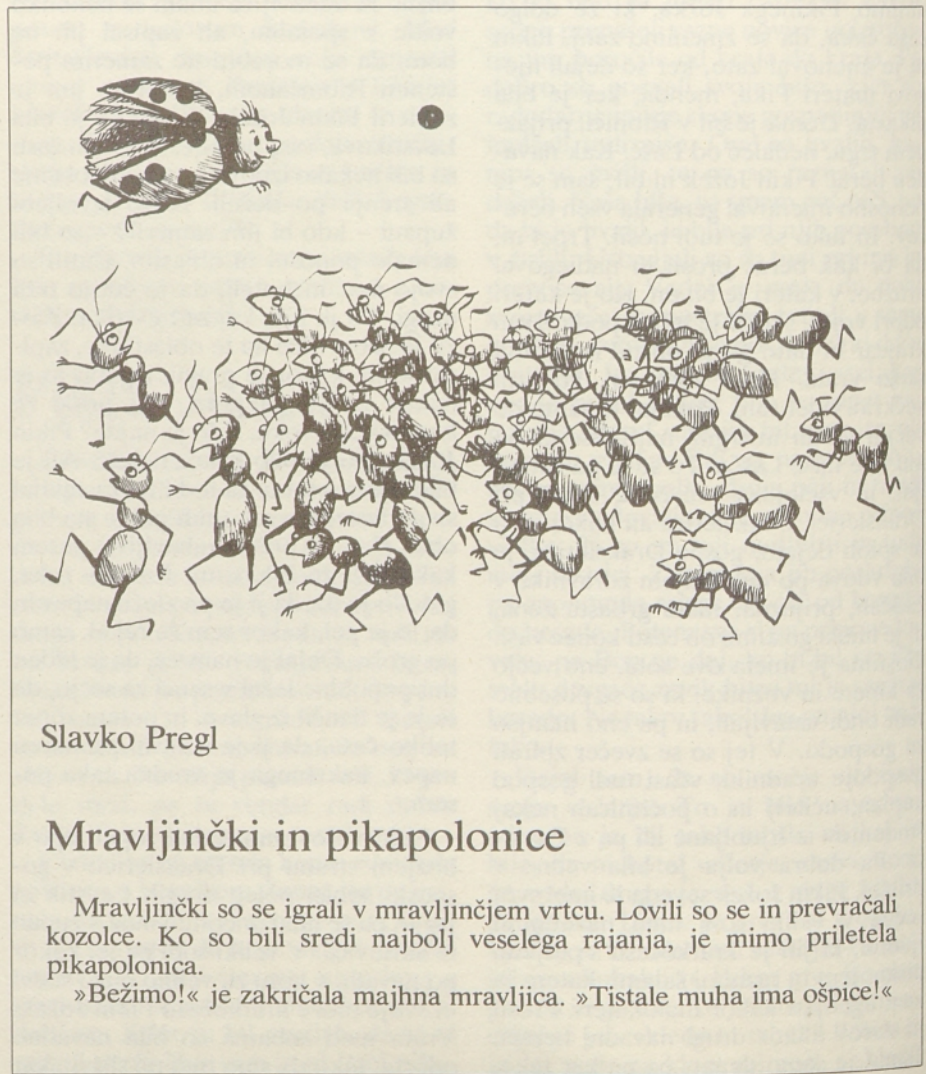 Slavko Pregl
Mravljinčki in pikapolonice
Mravljinčki so se igrali v mravljinčjem vrtcu. Lovili so se in prevračali
kozolce. Ko so bili sredi najbolj veselega rajanja, je mimo priletela
pikapolonica.
»Bežimo!« je zakričala majhna mravljica. »Tistale muha ima ošpice!«